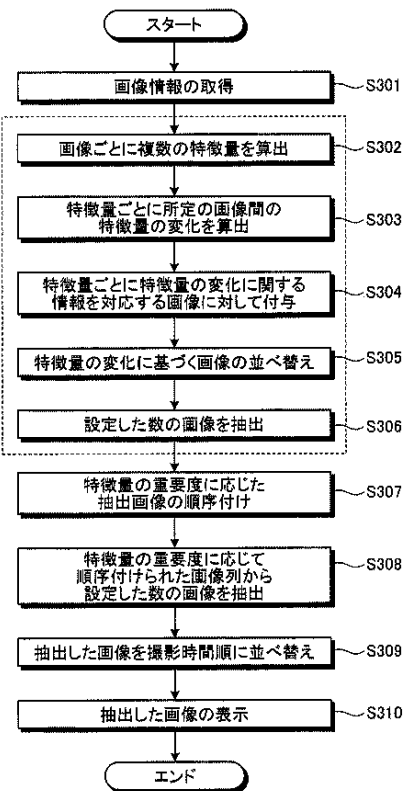 スタート
画像情報の取得
S301
画像ごとに複数の特徴量を算出
S302
特徴量ごとに所定の画像間の
特徴量の変化を算出
S303
特徴量ごとに特徴量の変化に関する
情報を対応する画像に対して付与
S304
特徴量の変化に基づく画像の並べ替え
S305
設定した数の画像を抽出
S306
特徴量の重要度に応じた
抽出画像の順序付け
S307
特徴量の重要度に応じて
順序付けられた画像列から
設定した数の画像を抽出
S308
抽出した画像を撮影時間順に並べ替え
S309
抽出した画像の表示
S310
エンド